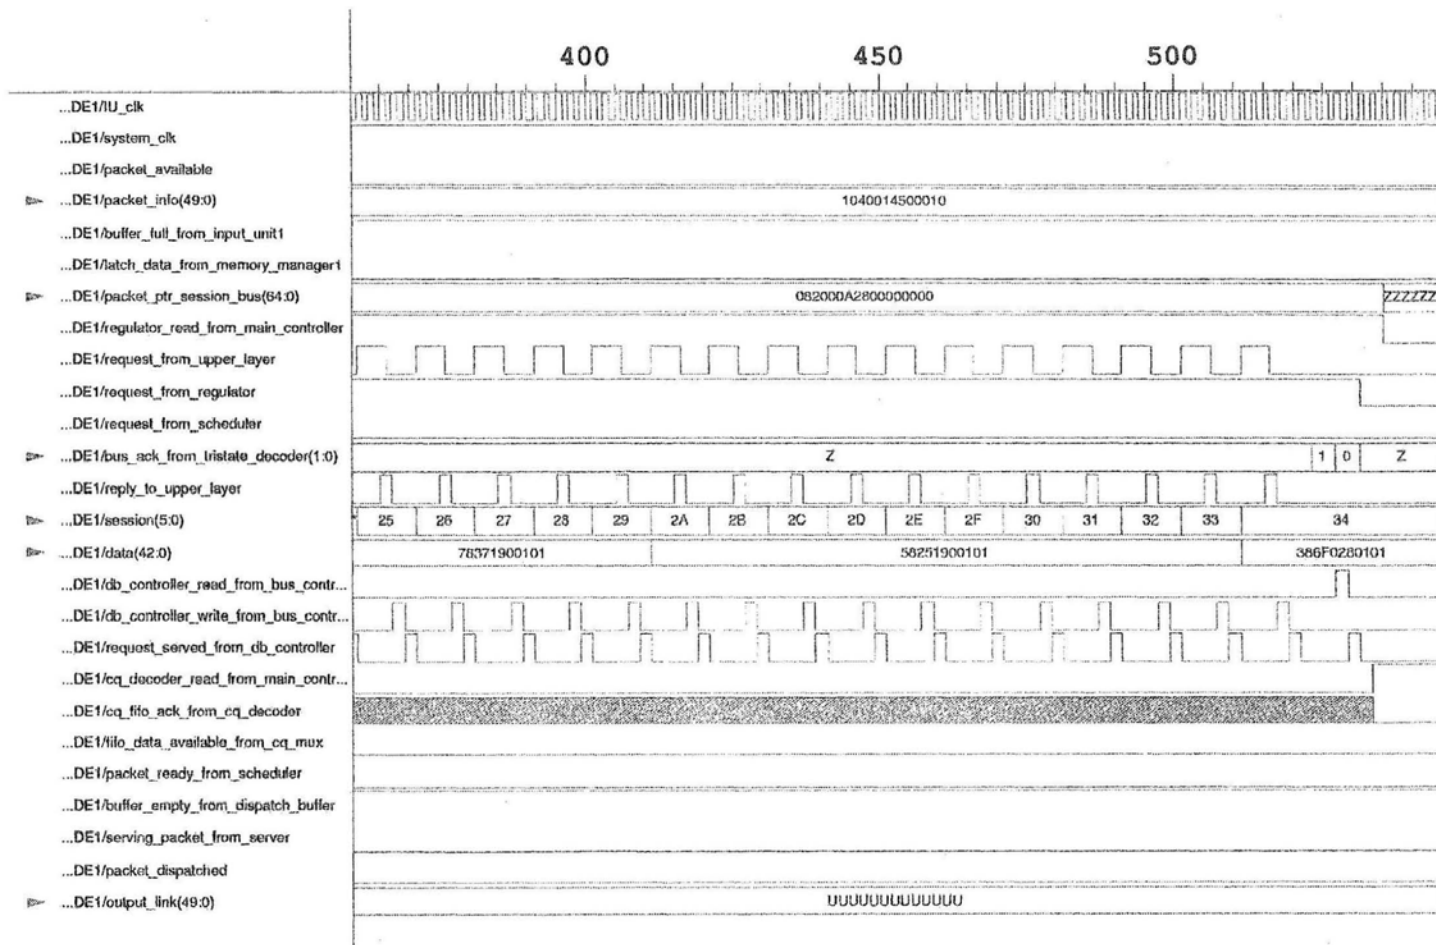 400 450 500
...DE1/IU_clk
...DE1/system_clk
...DE1/packet_available
...DE1/packet_info(49:0) 1040014500010
...DE1/buffer_full_from_input_unit1
...DE1/latch_data_from_memory_manager1
...DE1/packet_ptr_session_bus(64:0) 082000A2800000000 ZZZZZZ
...DE1/regulator_read_from_main_controller
...DE1/request_from_upper_layer
...DE1/request_from_regulator
...DE1/request_from_scheduler
...DE1/bus_ack_from_tristate_decoder(1:0) Z 1 0 Z
...DE1/reply_to_upper_layer
...DE1/session(5:0) 25 26 27 28 29 2A 2B 2C 2D 2E 2F 30 31 32 33 34
...DE1/data(42:0) 78371900101 58251900101 386F0280101
...DE1/db_controller_read_from_bus_contr...
...DE1/db_controller_write_from_bus_contr...
...DE1/request_served_from_db_controller
...DE1/cq_decoder_read_from_main_contr...
...DE1/cq_fifo_ack_from_cq_decoder
...DE1/fifo_data_available_from_cq_mux
...DE1/packet_ready_from_scheduler
...DE1/buffer_empty_from_dispatch_buffer
...DE1/serving_packet_from_server
...DE1/packet_dispatched
...DE1/output_link(49:0) UUUUUUUUUUUUU